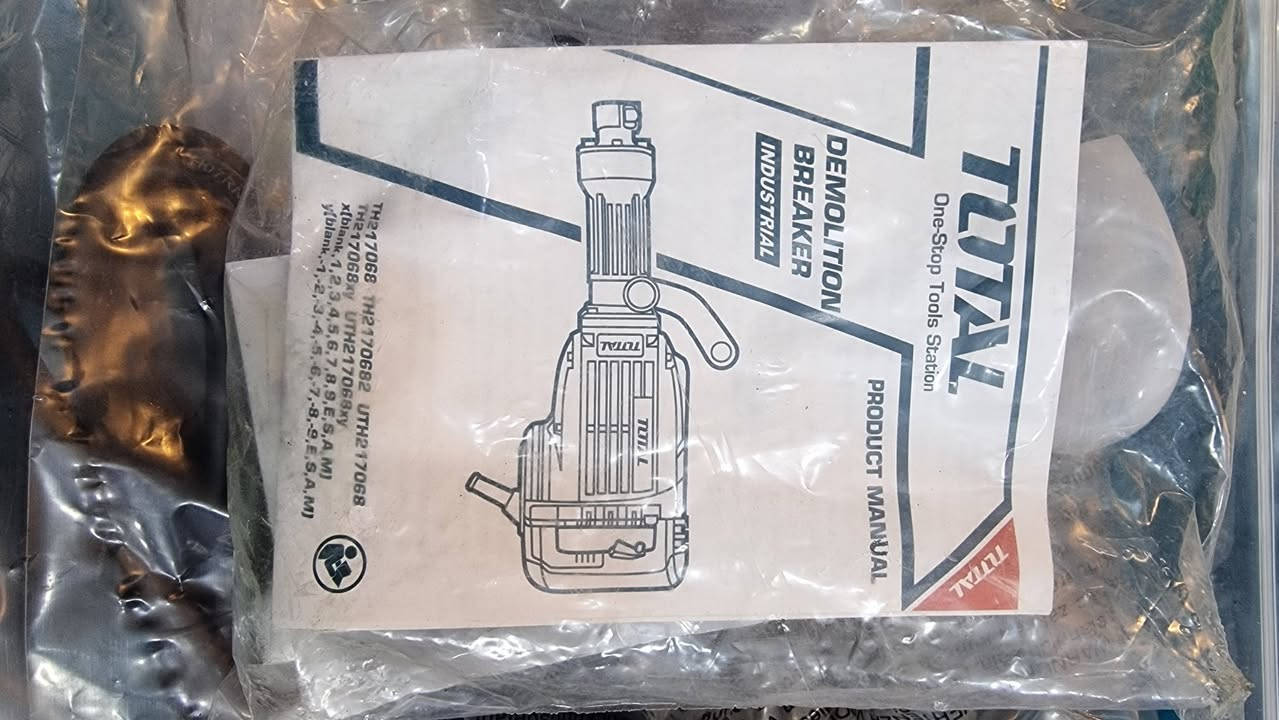 TOTAL
One-Stop Tools Station
DEMOLITION
BREAKER
INDUSTRIAL
PRODUCT MANUAL
TOTAL
TOTAL
TOTAL
TH217068 TH2170682 UTH217068
TH217068xy UTH217068xy
x(blank,1,2,3,4,5,6,7,8,9,E,S,A,M)
y(blank,-1,-2,-3,-4,-5,-6,-7,-8,-9,E,S,A,M)